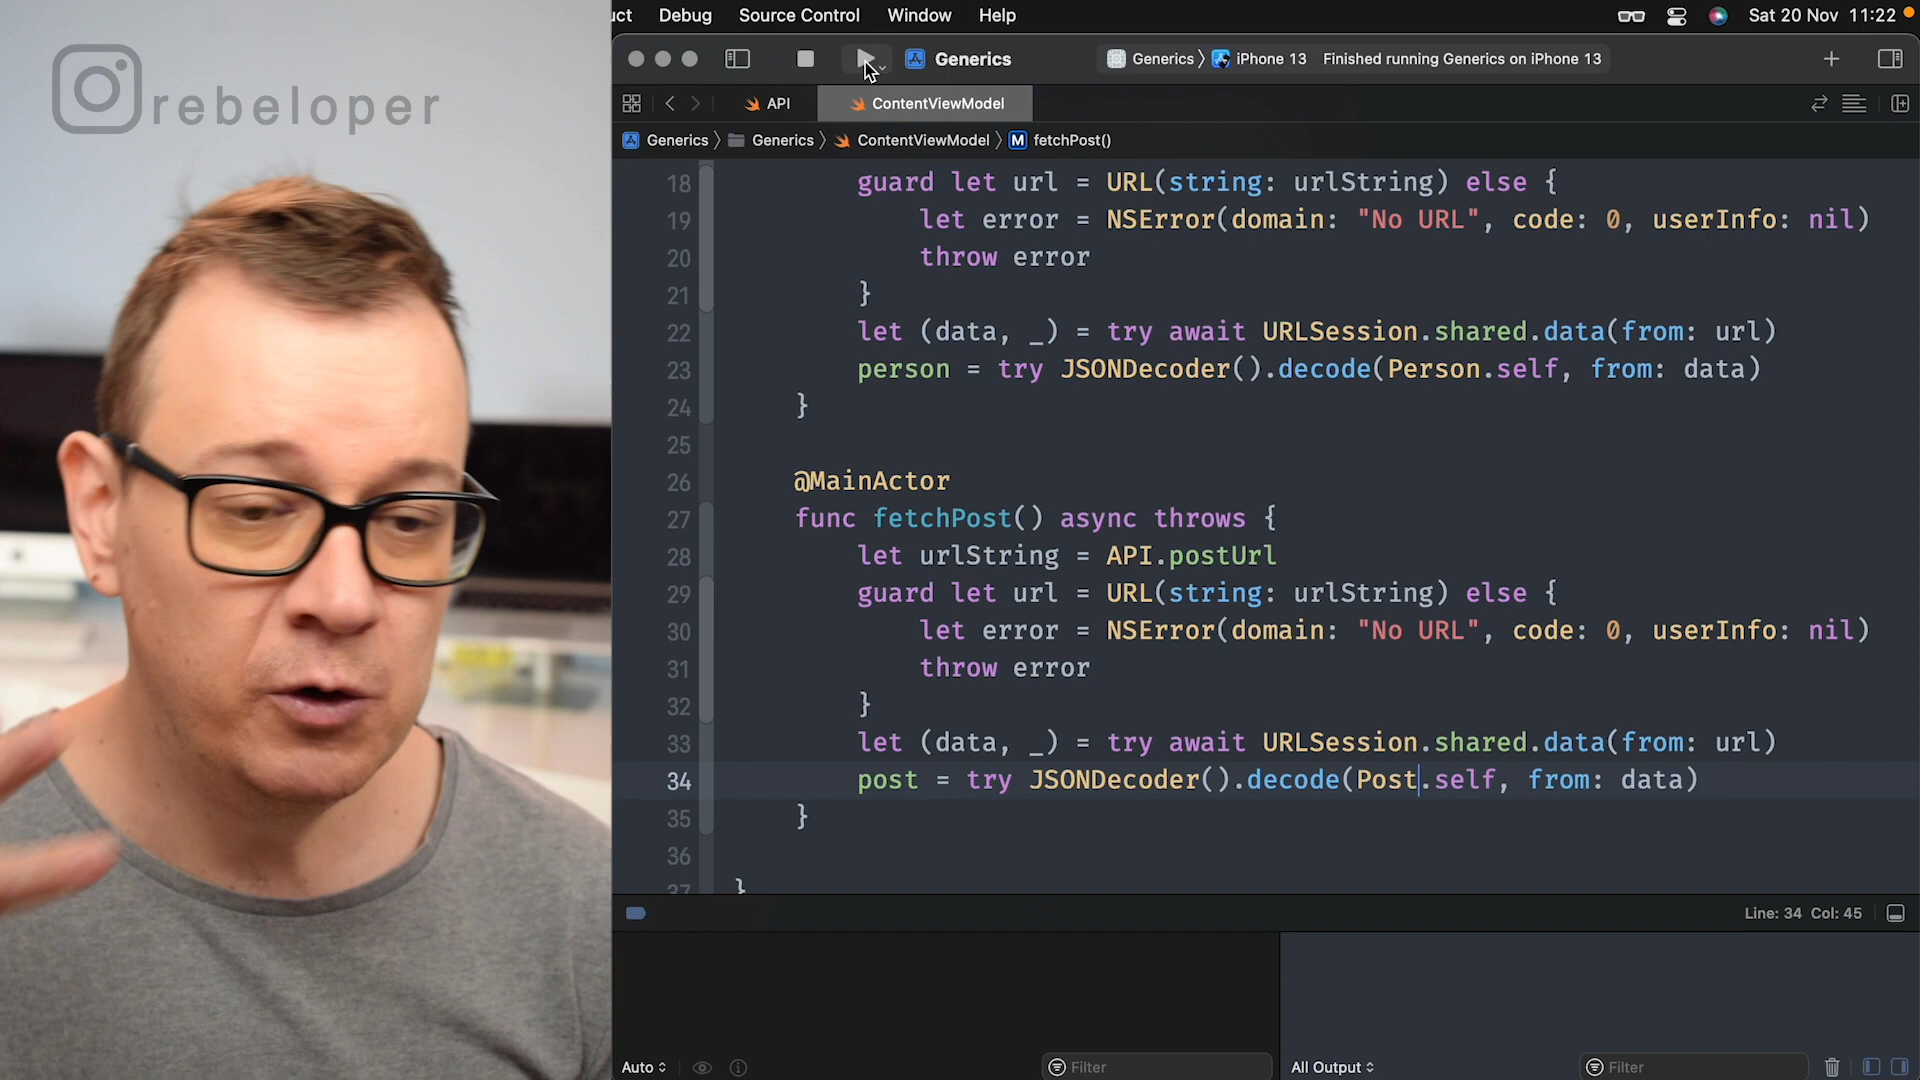 uct Debug Source Control Window Help Sat 20 Nov 11:22
rebeloper
Generics Generics iPhone 13 Finished running Generics on iPhone 13
API ContentViewModel
Generics Generics ContentViewModel M fetchPost()
18 guard let url = URL(string: urlString) else {
19 let error = NSError(domain: "No URL", code: 0, userInfo: nil)
20 throw error
21 }
22 let (data, _) = try await URLSession.shared.data(from: url)
23 person = try JSONDecoder().decode(Person.self, from: data)
24 }
25
26 @MainActor
27 func fetchPost() async throws {
28 let urlString = API.postUrl
29 guard let url = URL(string: urlString) else {
30 let error = NSError(domain: "No URL", code: 0, userInfo: nil)
31 throw error
32 }
33 let (data, _) = try await URLSession.shared.data(from: url)
34 post = try JSONDecoder().decode(Post.self, from: data)
35 }
36
37 }
Line: 34 Col: 45
Auto Filter All Output Filter